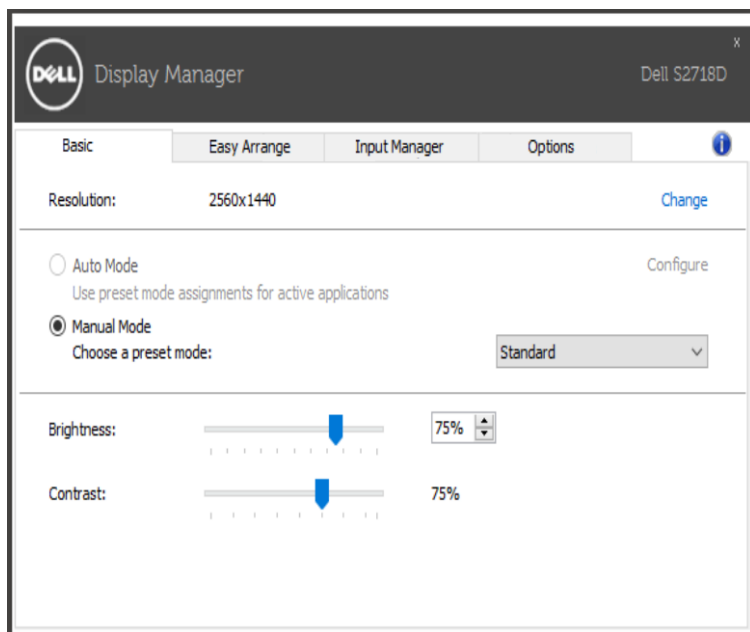 x
DELL Display Manager Dell S2718D
Basic Easy Arrange Input Manager Options i
Resolution: 2560x1440 Change
Auto Mode Configure
Use preset mode assignments for active applications
Manual Mode
Choose a preset mode: Standard
Brightness: 75%
Contrast: 75%